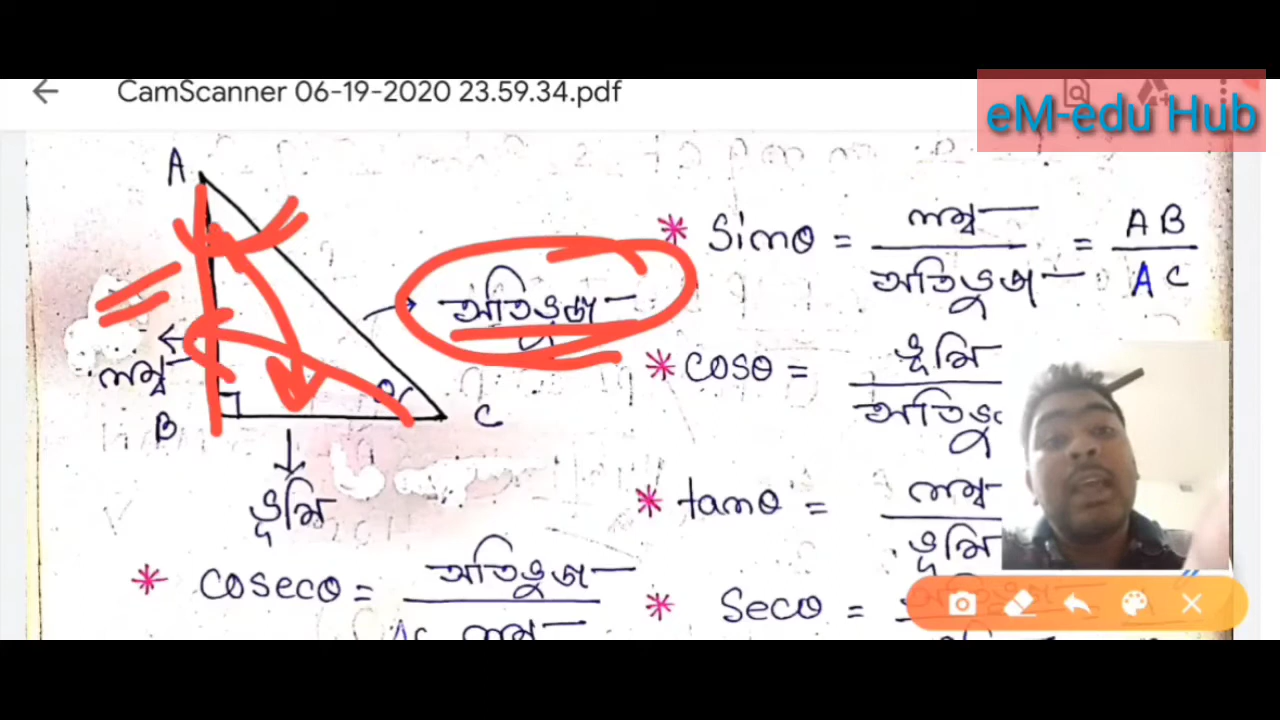 CamScanner 06-19-2020 23.59.34.pdf
eM-edu Hub
A
লম্ব
B
C
অতিভুজ
ভূমি
* Sinθ = লম্ব / অতিভুজ = AB / AC
* cosθ = ভূমি / অতিভু
* tanθ = লম্ব / ভূমি
* cosecθ = অতিভুজ / লম্ব
* Secθ =